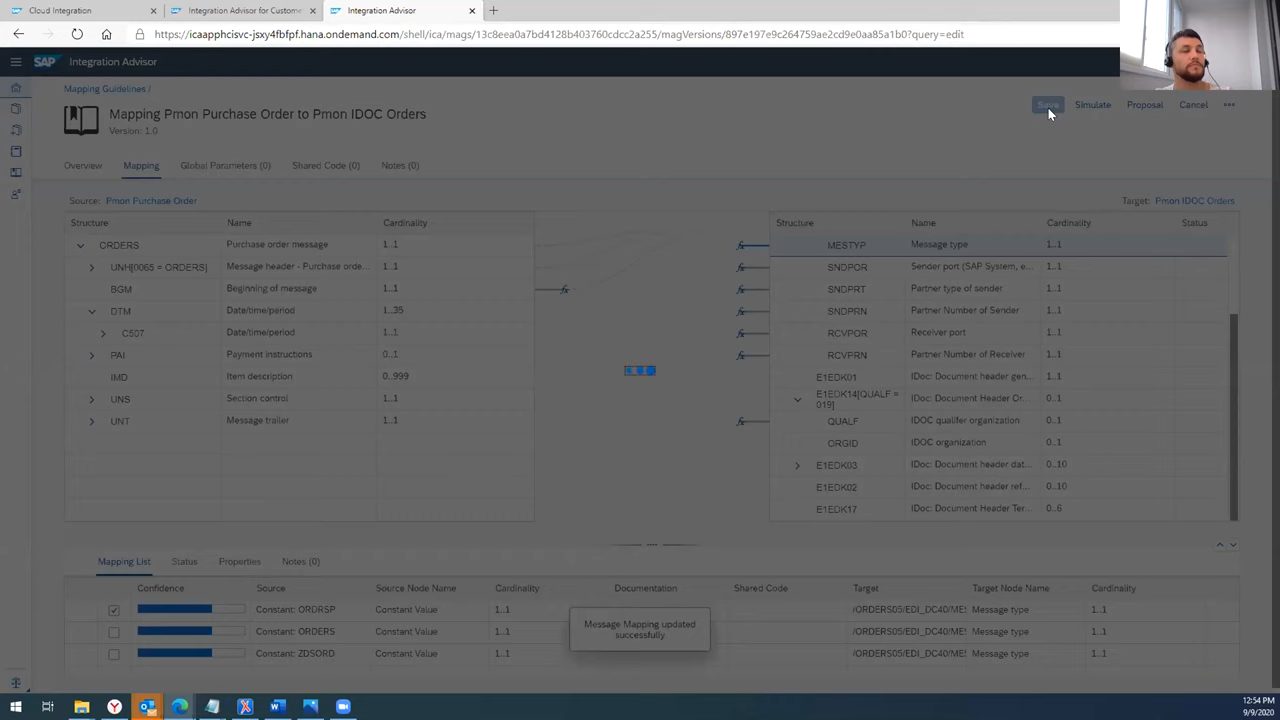 Cloud Integration
Integration Advisor for Custome
Integration Advisor
https://icaapphcisvc-jsxy4fbfpf.hana.ondemand.com/shell/ica/mags/13c8eea0a7bd4128b403760cdcc2a255/magVersions/897e197e9c264759ae2cd9e0aa85a1b0?query=edit
SAP Integration Advisor
Mapping Guidelines /
Mapping Pmon Purchase Order to Pmon IDOC Orders
Version: 1.0
Save Simulate Proposal Cancel
Overview Mapping Global Parameters (0) Shared Code (0) Notes (0)
Source: Pmon Purchase Order Target: Pmon IDOC Orders
Structure Name Cardinality Structure Name Cardinality Status
ORDERS Purchase order message 1..1 MESTYP Message type 1..1
UNH[0065 = ORDERS] Message header - Purchase orde... 1..1 SNDPOR Sender port (SAP System, e... 1..1
BGM Beginning of message 1..1 SNDPRT Partner type of sender 1..1
DTM Date/time/period 1..35 SNDPRN Partner Number of Sender 1..1
C507 Date/time/period 1..1 RCVPOR Receiver port 1..1
PAI Payment instructions 0..1 RCVPRN Partner Number of Receiver 1..1
IMD Item description 0..999 E1EDK01 IDoc: Document header gen... 1..1
UNS Section control 1..1 E1EDK14[QUALF = 019] IDoc: Document Header Or... 0..1
UNT Message trailer 1..1 QUALF IDOC qualifer organization 0..1
ORGID IDOC organization 0..1
E1EDK03 IDoc: Document header dat... 0..10
E1EDK02 IDoc: Document header ref... 0..10
E1EDK17 IDoc: Document Header Ter... 0..6
Mapping List Status Properties Notes (0)
Confidence Source Source Node Name Cardinality Documentation Shared Code Target Target Node Name Cardinality
Constant: ORDRSP Constant Value 1..1 /ORDERS05/EDI_DC40/MES Message type 1..1
Constant: ORDERS Constant Value 1..1 /ORDERS05/EDI_DC40/MES Message type 1..1
Constant: ZDSORD Constant Value 1..1 /ORDERS05/EDI_DC40/MES Message type 1..1
Message Mapping updated
successfully
12:54 PM
9/9/2020